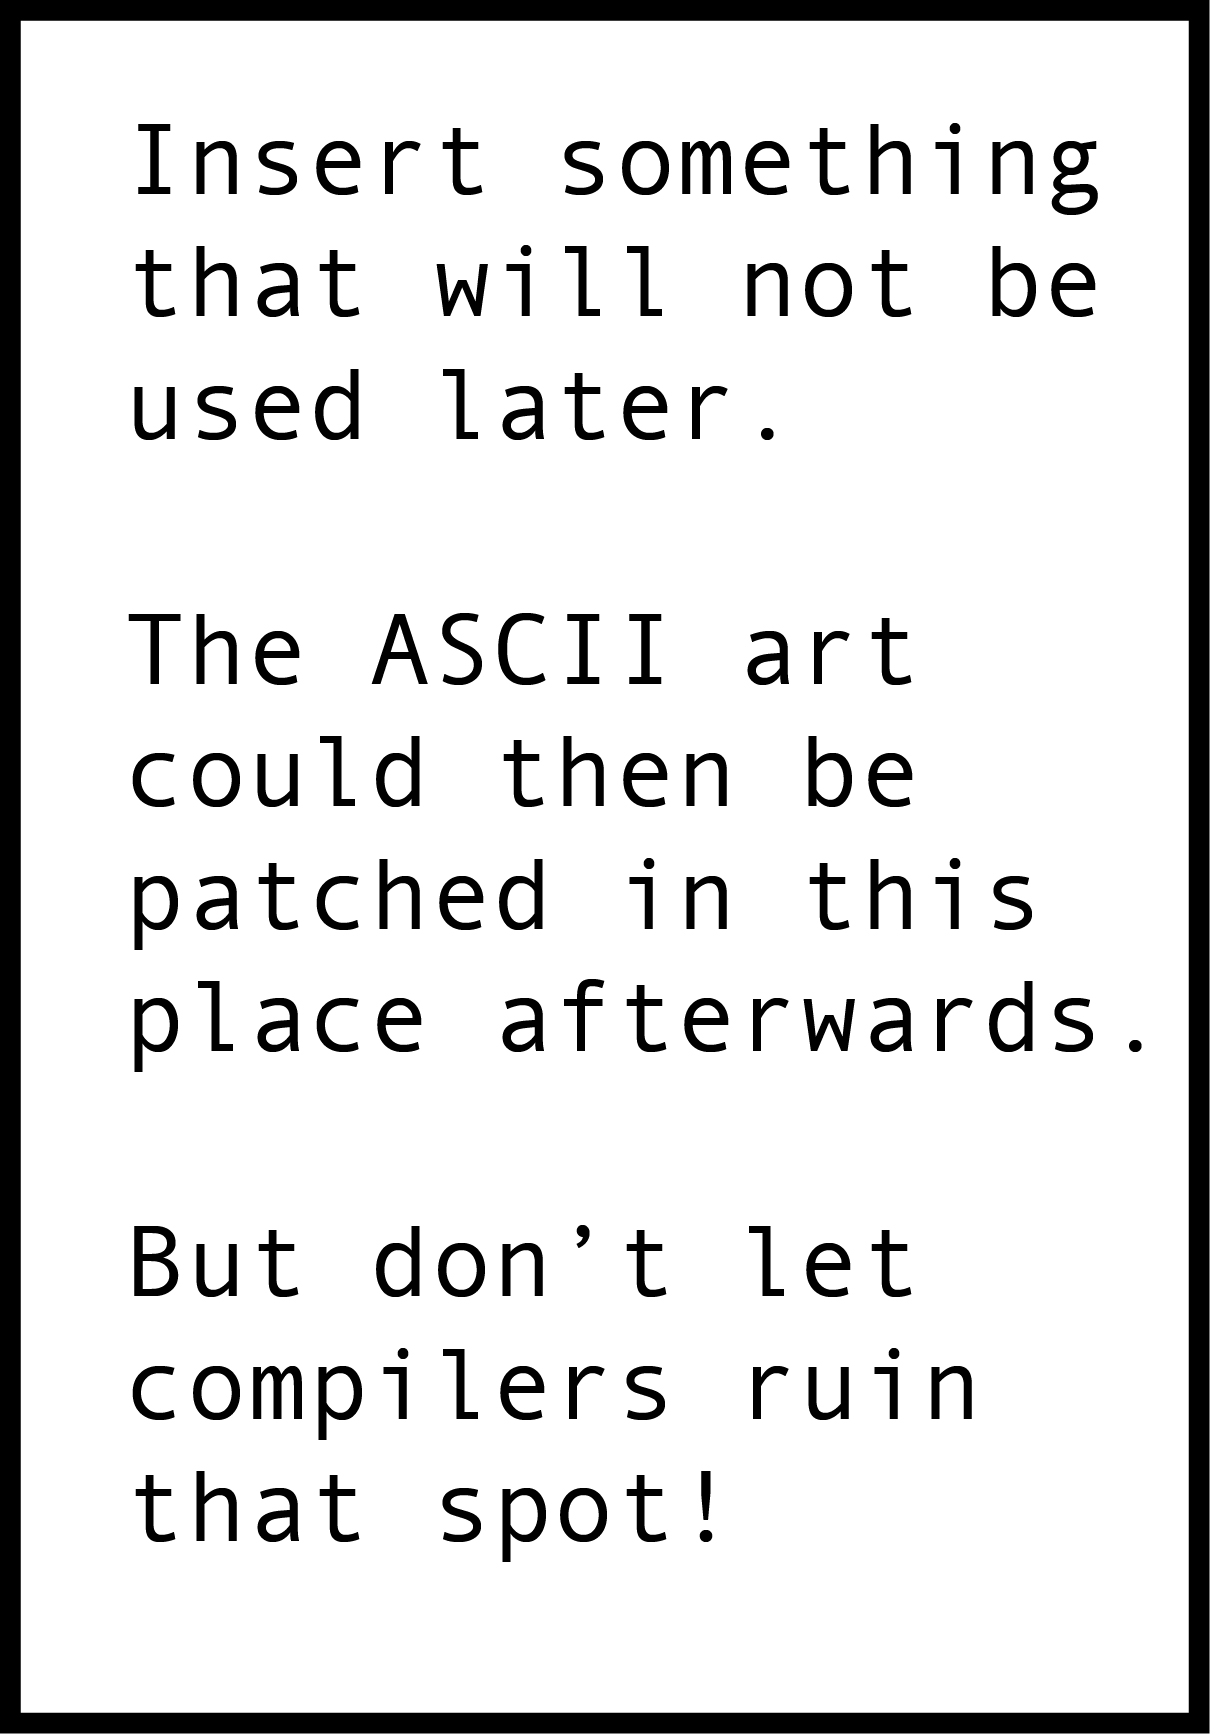 Insert something
that will not be
used later.
The ASCII art
could then be
patched in this
place afterwards.
But don’t let
compilers ruin
that spot!